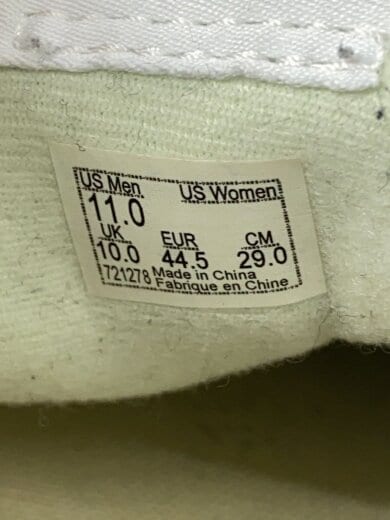 US Men US Women
11.0
UK EUR CM
10.0 44.5 29.0
721278 Made in China
Fabrique en Chine